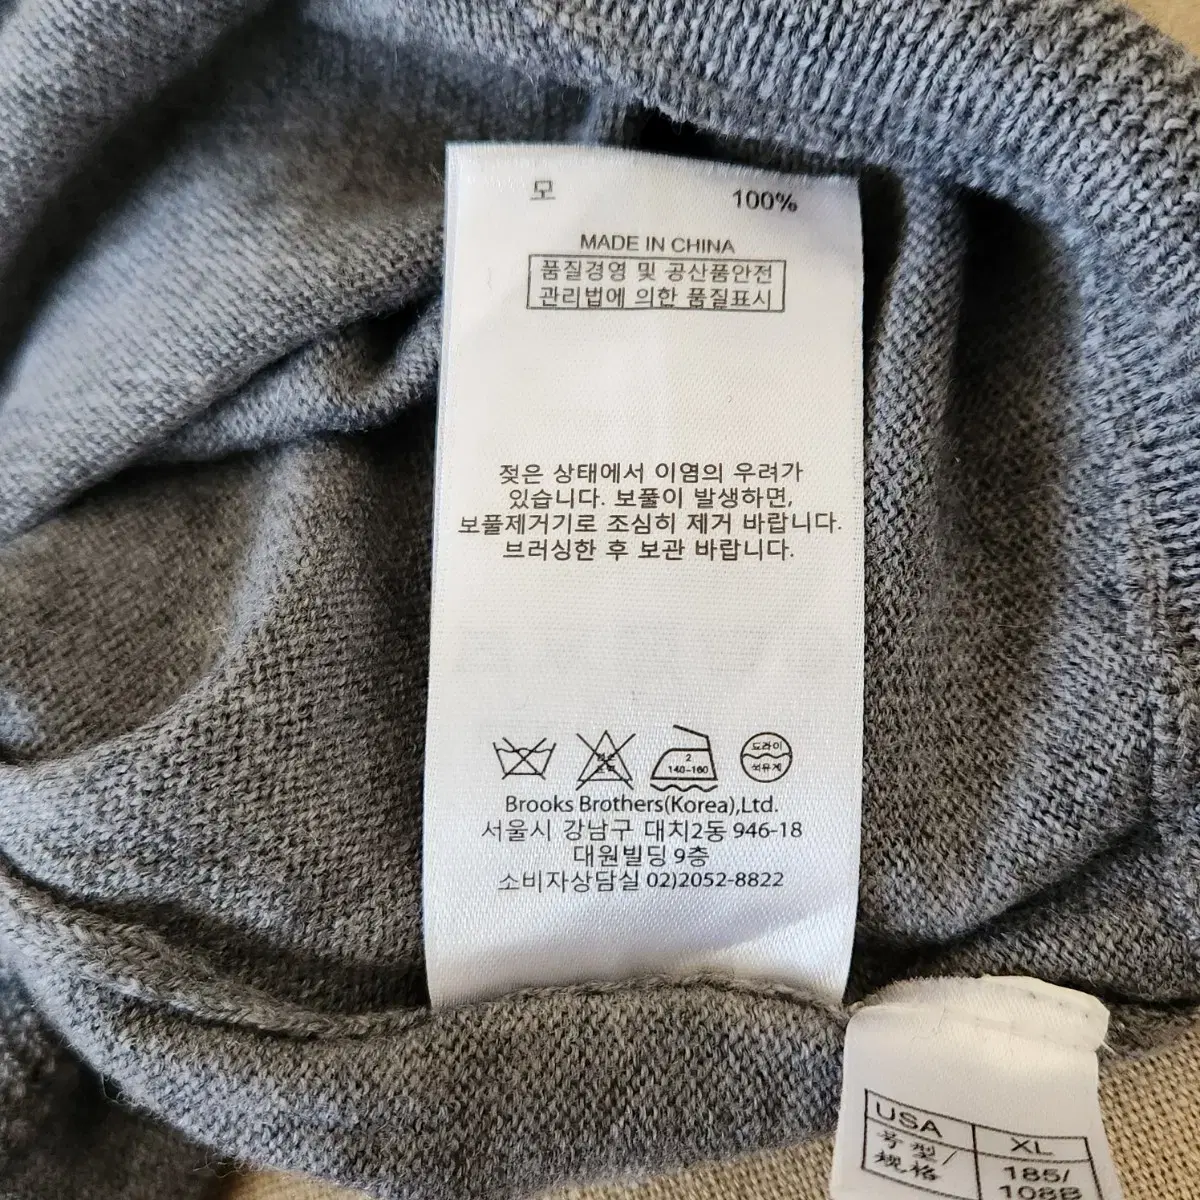 모 100%
MADE IN CHINA
품질경영 및 공산품안전
관리법에 의한 품질표시
젖은 상태에서 이염의 우려가
있습니다. 보풀이 발생하면,
보풀제거기로 조심히 제거 바랍니다.
브러싱한 후 보관 바랍니다.
2
140-160
드라이
석유계
Brooks Brothers(Korea),Ltd.
서울시 강남구 대치2동 946-18
대원빌딩 9층
소비자상담실 02)2052-8822
USA XL
号型/
规格
185/